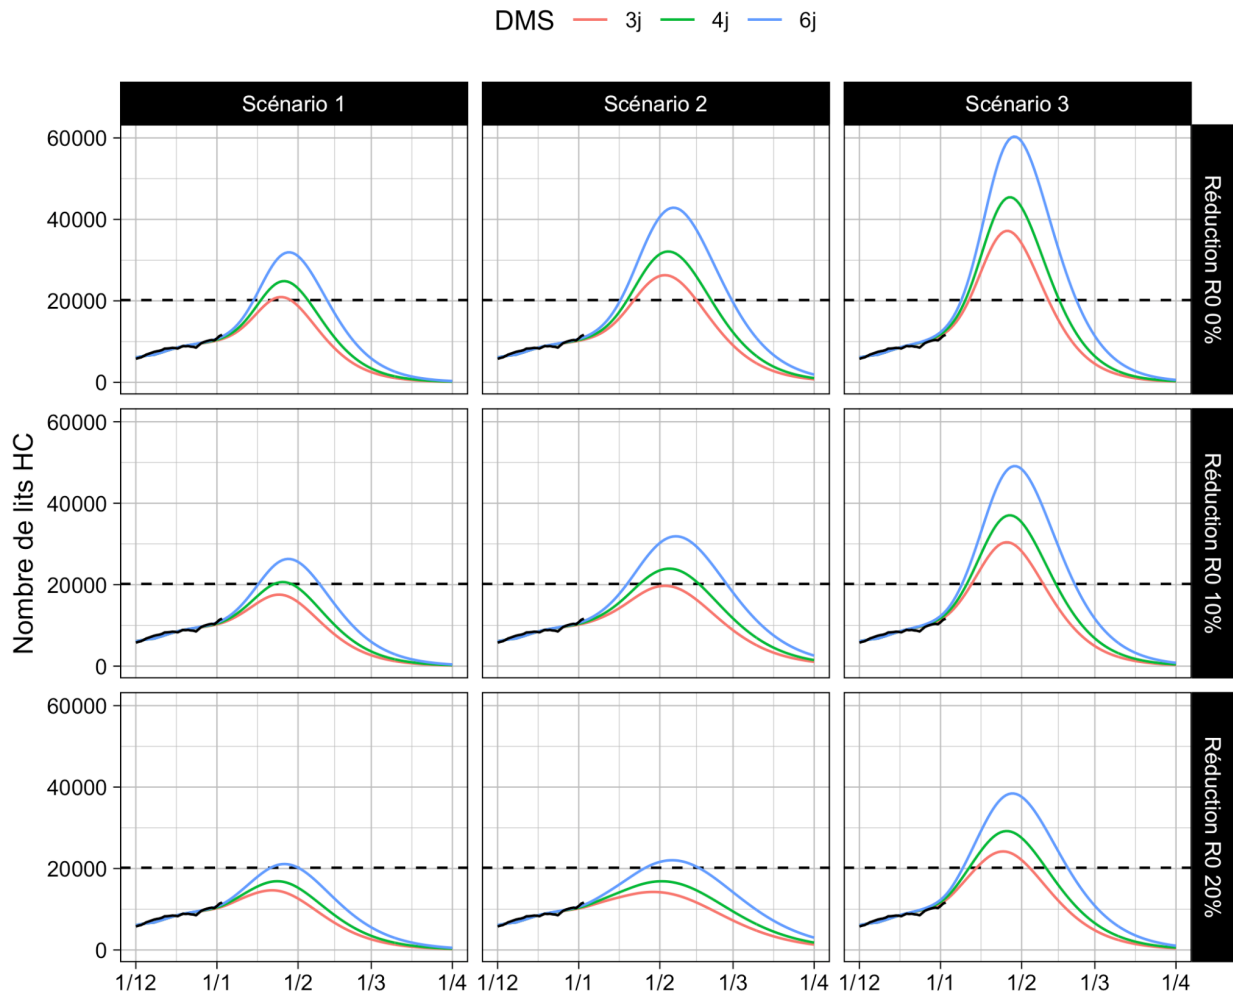 DMS 3j 4j 6j
Scénario 1 Scénario 2 Scénario 3
60000
40000
20000
0
Réduction R0 0%
Nombre de lits HC
60000
40000
20000
0
Réduction R0 10%
60000
40000
20000
0
Réduction R0 20%
1/12 1/1 1/2 1/3 1/4 1/12 1/1 1/2 1/3 1/4 1/12 1/1 1/2 1/3 1/4